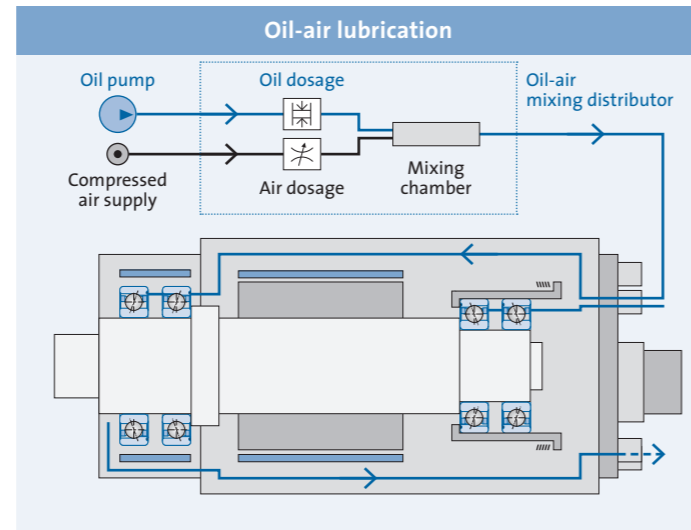 Oil-air lubrication
Oil pump
Oil dosage
Oil-air
mixing distributor
Compressed
air supply
Air dosage
Mixing
chamber